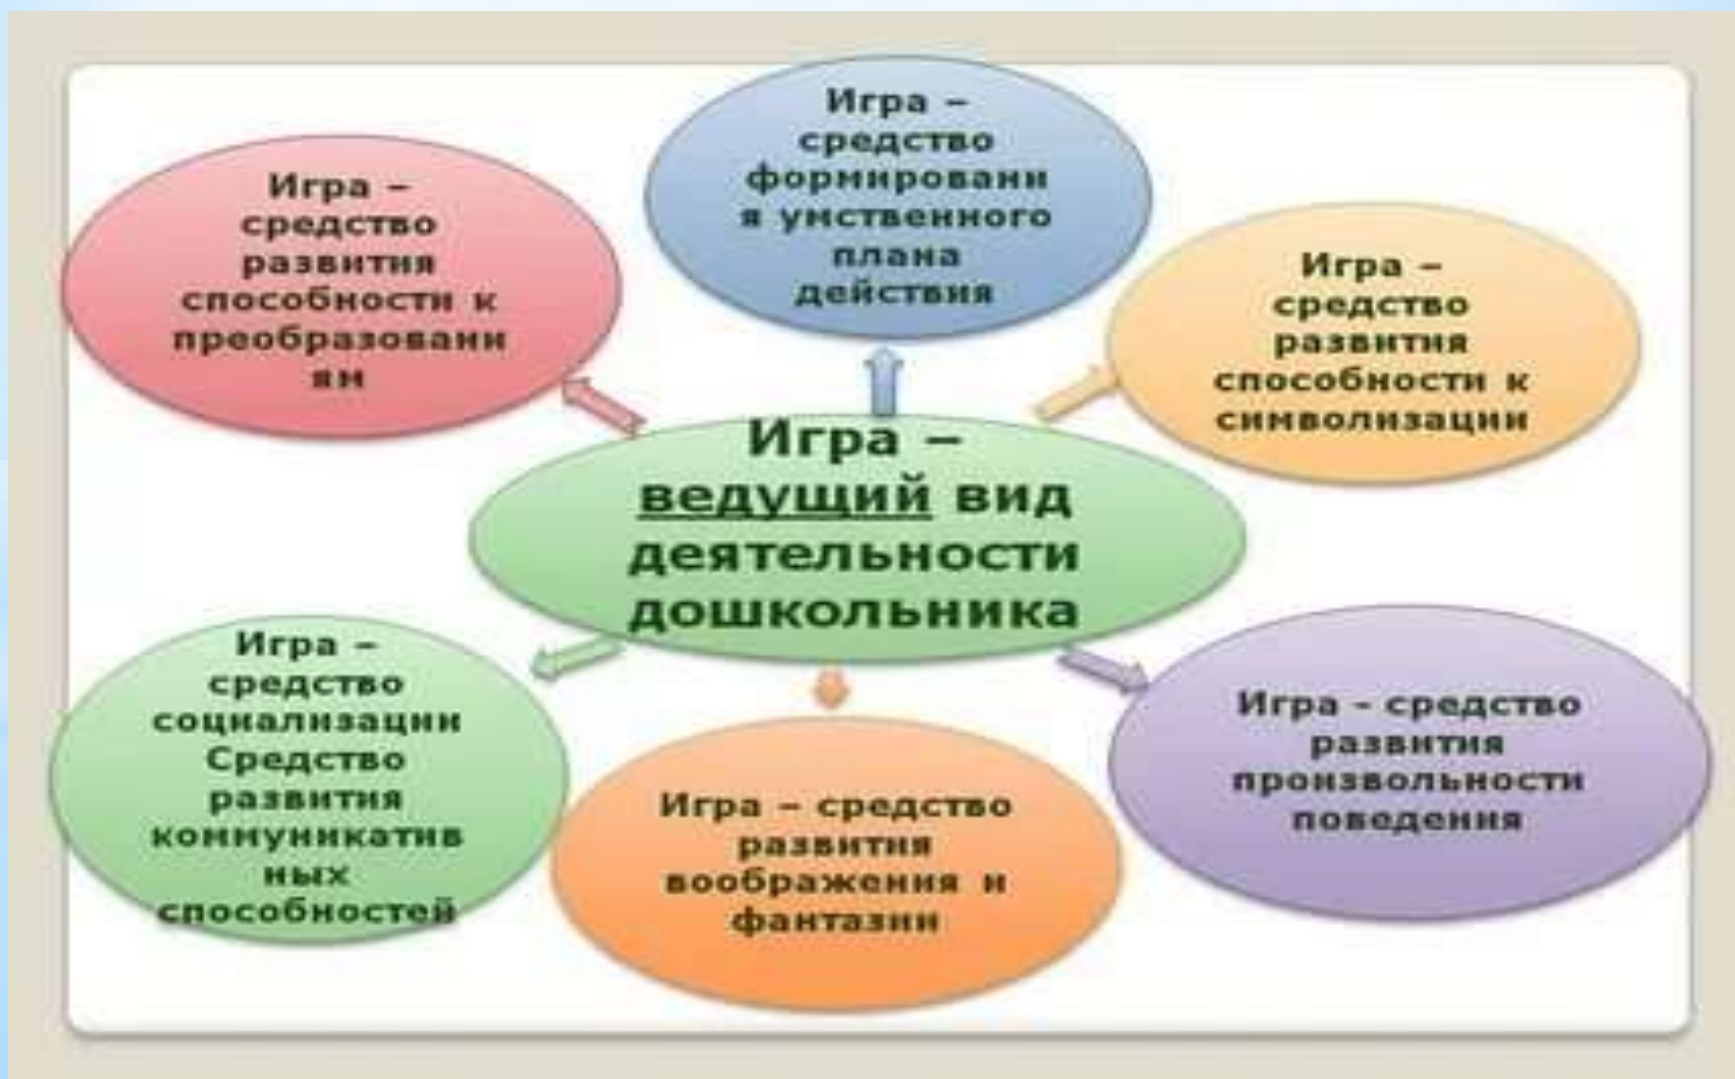 Игра –
средство
формировани
я умственного
плана
действия
Игра –
средство
развития
способности к
преобразовани
ям
Игра –
средство
развития
способности к
символизации
Игра –
ведущий вид
деятельности
дошкольника
Игра –
средство
социализации
Средство
развития
коммуникатив
ных
способностей
Игра – средство
развития
воображения и
фантазии
Игра – средство
развития
произвольности
поведения